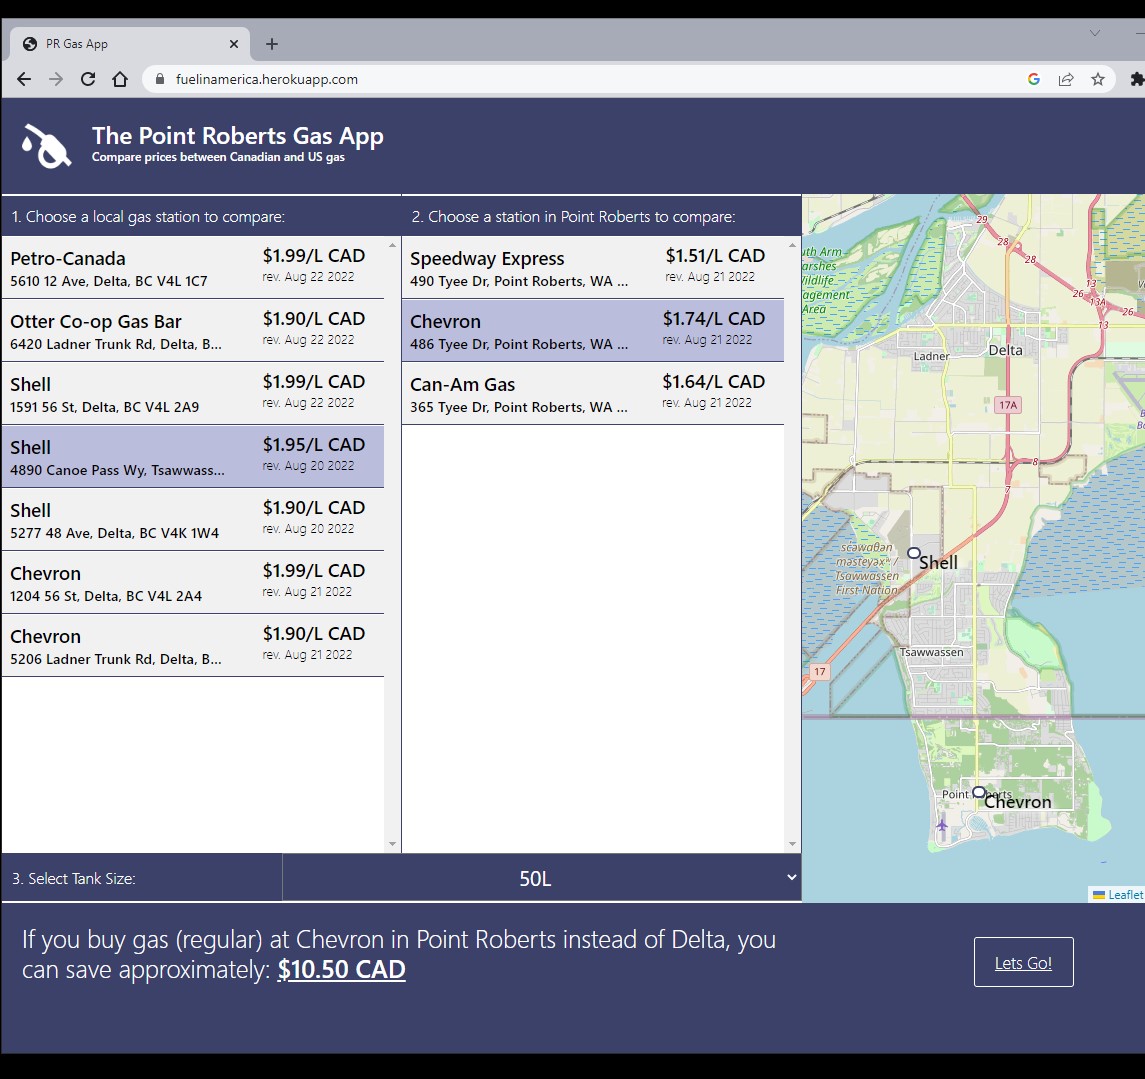 PR Gas App
fuelinamerica.herokuapp.com
The Point Roberts Gas App
Compare prices between Canadian and US gas
1. Choose a local gas station to compare:
Petro-Canada
$1.99/L CAD
5610 12 Ave, Delta, BC V4L 1C7
rev. Aug 22 2022
Otter Co-op Gas Bar
$1.90/L CAD
6420 Ladner Trunk Rd, Delta, B...
rev. Aug 22 2022
Shell
$1.99/L CAD
1591 56 St, Delta, BC V4L 2A9
rev. Aug 22 2022
Shell
$1.95/L CAD
4890 Canoe Pass Wy, Tsawwass...
rev. Aug 20 2022
Shell
$1.90/L CAD
5277 48 Ave, Delta, BC V4K 1W4
rev. Aug 20 2022
Chevron
$1.99/L CAD
1204 56 St, Delta, BC V4L 2A4
rev. Aug 21 2022
Chevron
$1.90/L CAD
5206 Ladner Trunk Rd, Delta, B...
rev. Aug 21 2022
2. Choose a station in Point Roberts to compare:
Speedway Express
$1.51/L CAD
490 Tyee Dr, Point Roberts, WA ...
rev. Aug 21 2022
Chevron
$1.74/L CAD
486 Tyee Dr, Point Roberts, WA ...
rev. Aug 21 2022
Can-Am Gas
$1.64/L CAD
365 Tyee Dr, Point Roberts, WA ...
rev. Aug 21 2022
29
28
28
13
26
13A
26
13
Ladner
Delta
17A
8
7
Shell
Tsawwassen
First Nation
Tsawwassen
17
Chevron
Leaflet
3. Select Tank Size:
50L
If you buy gas (regular) at Chevron in Point Roberts instead of Delta, you
can save approximately: $10.50 CAD
Lets Go!